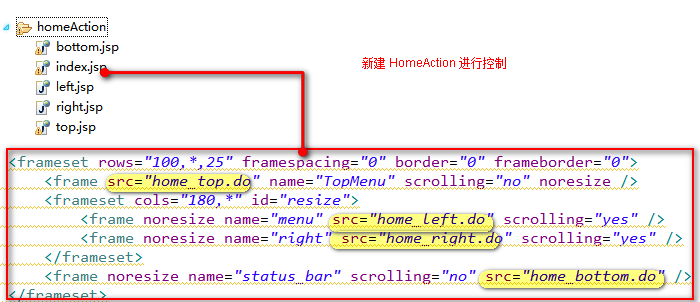 homeAction
bottom.jsp
index.jsp
left.jsp
right.jsp
top.jsp
新建 HomeAction 进行控制
<frameset rows="100,*,25" framespacing="0" border="0" frameborder="0">
<frame src="home_top.do" name="TopMenu" scrolling="no" noresize />
<frameset cols="180,*" id="resize">
<frame noresize name="menu" src="home_left.do" scrolling="yes" />
<frame noresize name="right" src="home_right.do" scrolling="yes" />
</frameset>
<frame noresize name="status_bar" scrolling="no" src="home_bottom.do" />
</frameset>